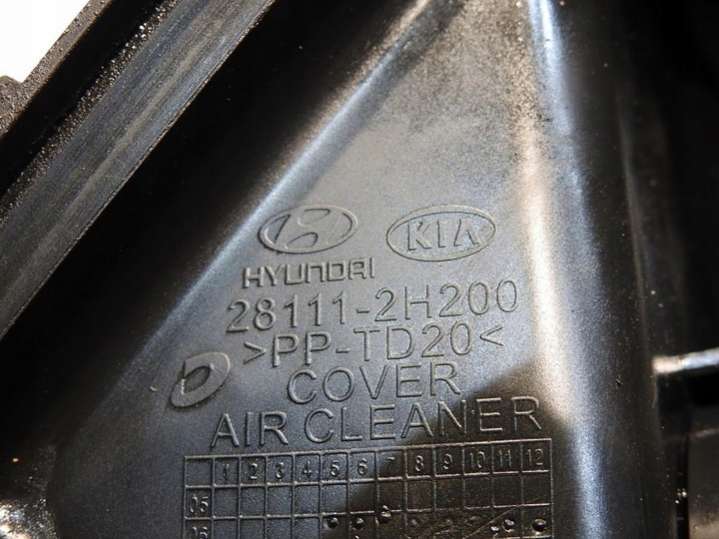 HYUNDAI KIA
28111-2H200
>PP-TD20<
COVER
AIR CLEANER
1 2 3 4 5 6 7 8 9 10 11 12
05
06